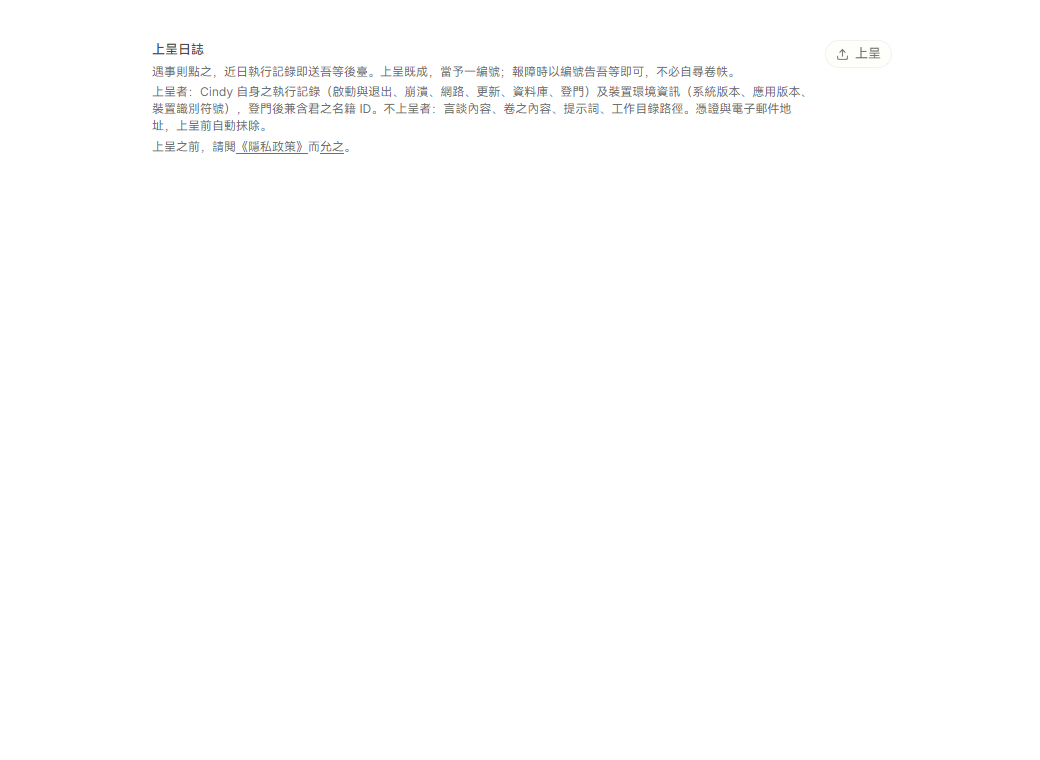 上呈日誌
上呈
遇事則點之，近日執行記錄即送吾等後臺。上呈既成，當予一編號；報障時以編號告吾等即可，不必自尋卷帙。
上呈者：Cindy 自身之執行記錄（啟動與退出、崩潰、網路、更新、資料庫、登門）及裝置環境資訊（系統版本、應用版本、
裝置識別符號），登門後兼含君之名籍 ID。不上呈者：言談內容、卷之內容、提示詞、工作目錄路徑。憑證與電子郵件地
址，上呈前自動抹除。
上呈之前，請閱《隱私政策》而允之。